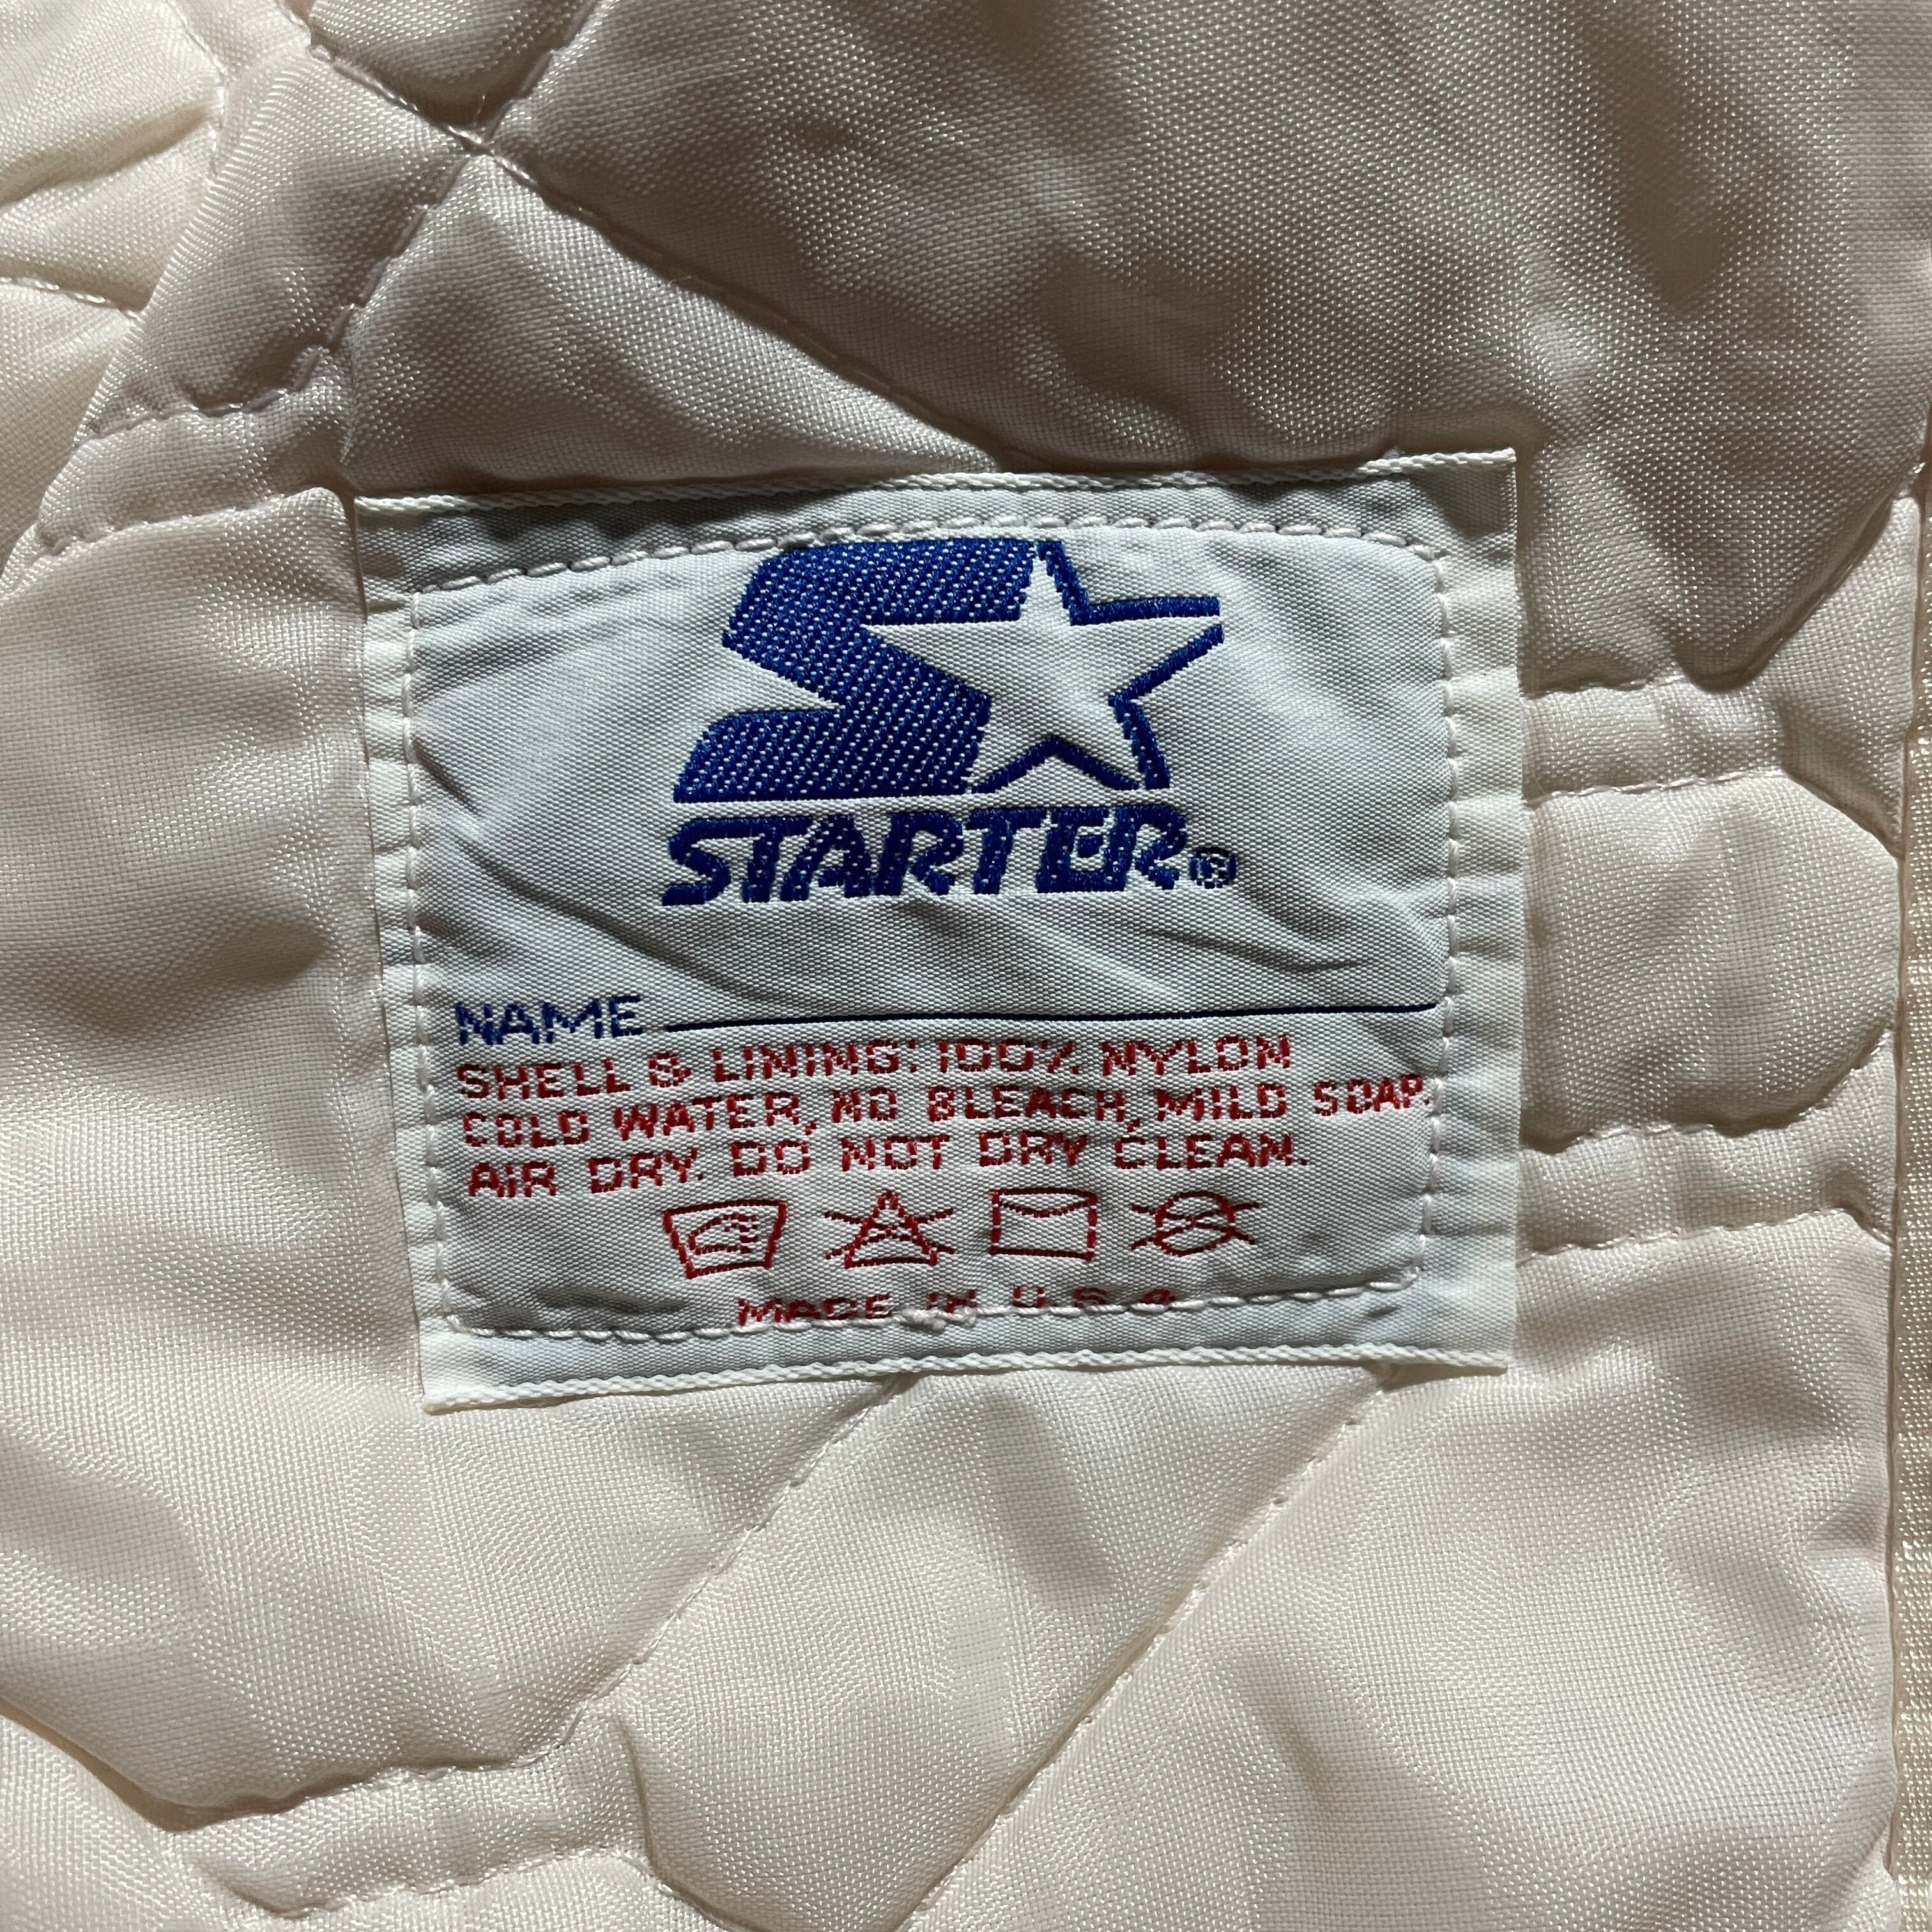 STARTER®
NAME
SHELL & LINING: 100% NYLON
COLD WATER, NO BLEACH, MILD SOAP.
AIR DRY. DO NOT DRY CLEAN.
MADE IN U.S.A.